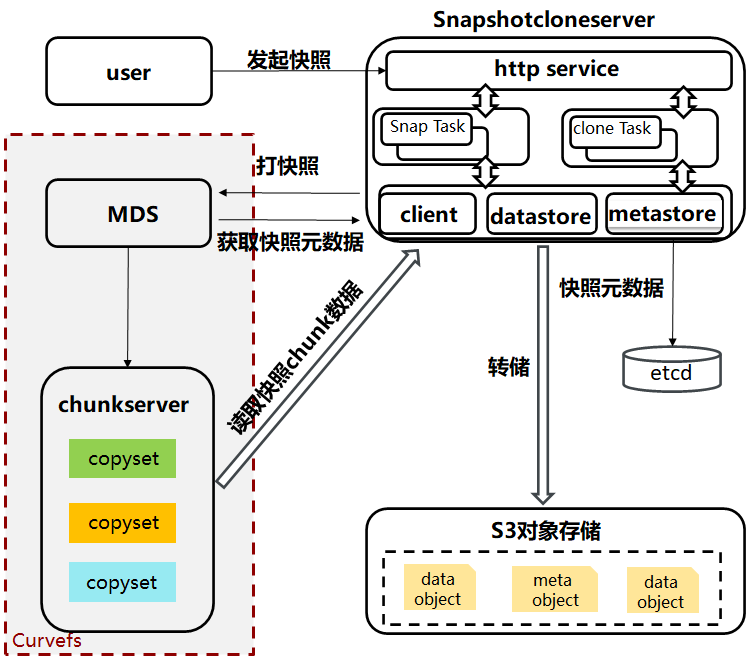 Snapshotcloneserver
user
发起快照
http service
Snap Task
clone Task
打快照
MDS
获取快照元数据
client
datastore
metastore
快照元数据
读取快照chunk数据
转储
etcd
chunkserver
copyset
copyset
copyset
S3对象存储
data
object
meta
object
data
object
Curvefs